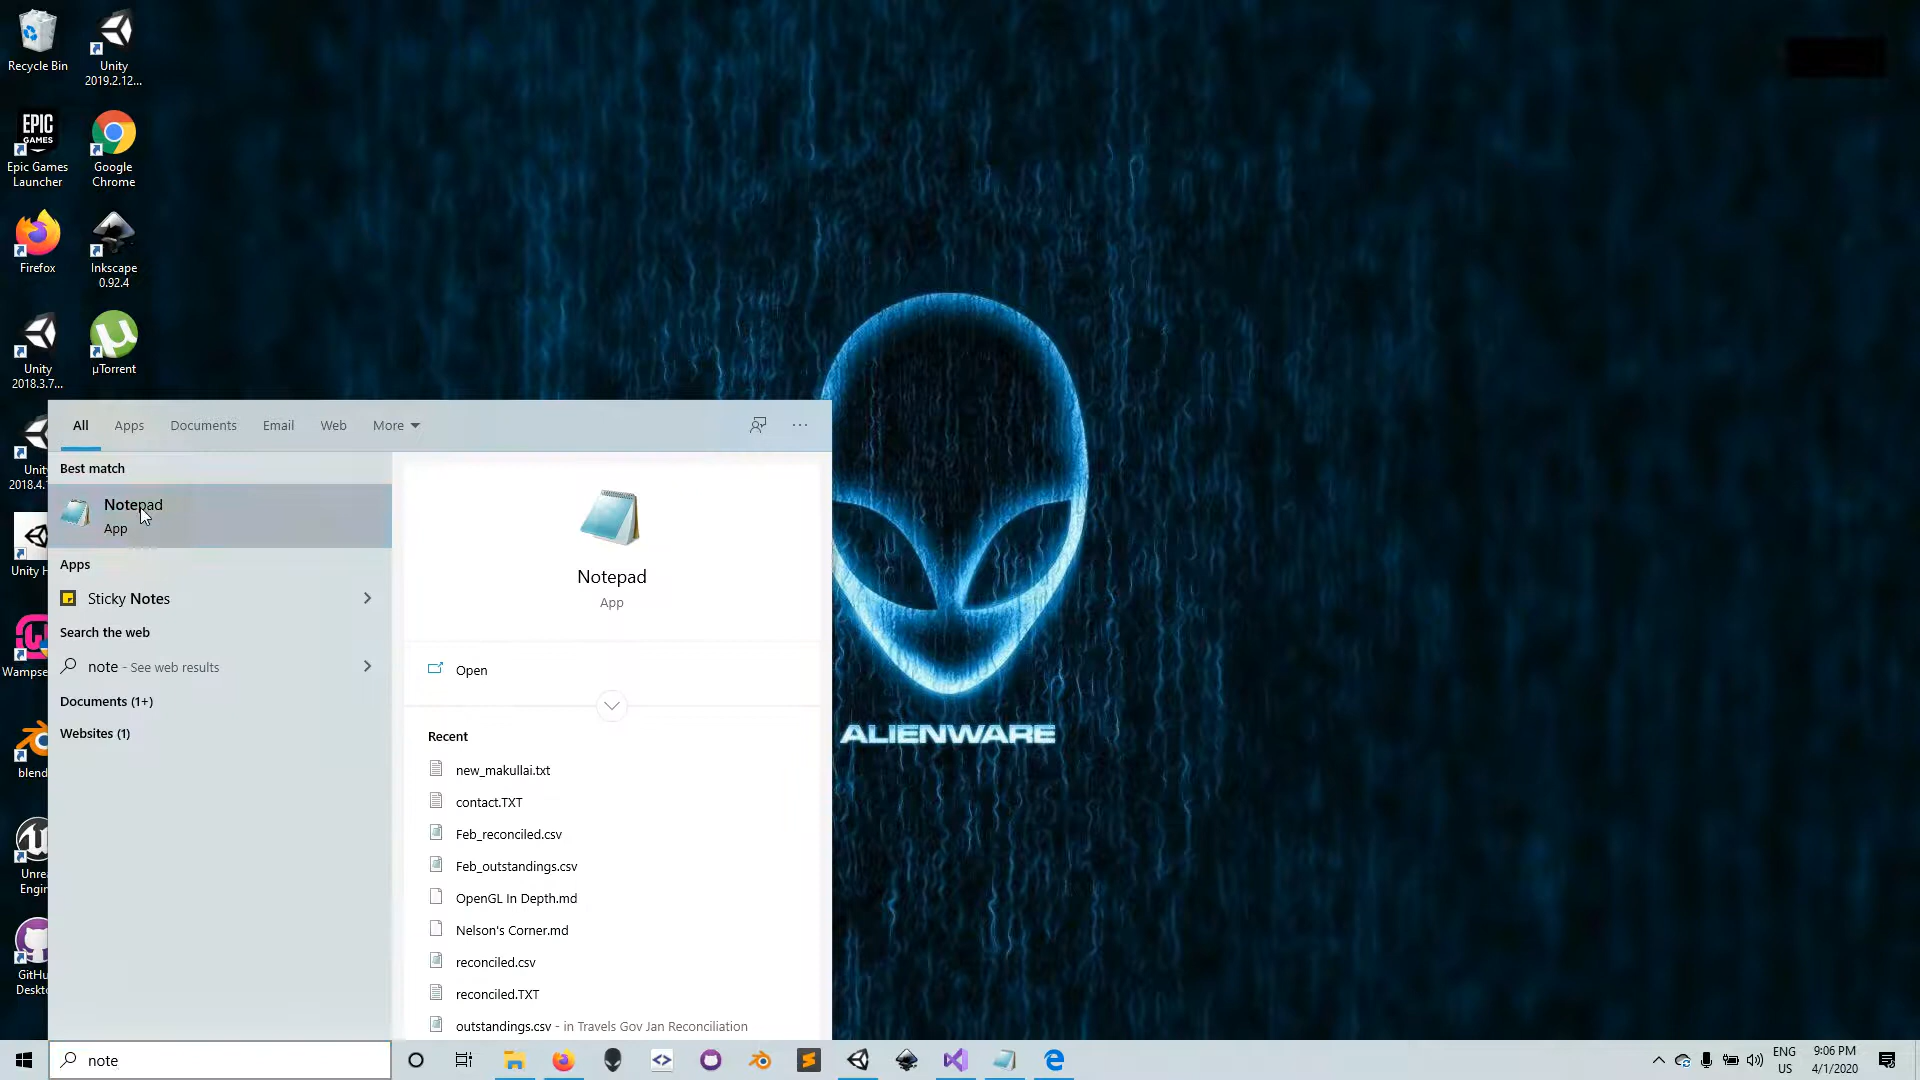 Recycle Bin
Unity
2019.2.12...
EPIC
GAMES
Epic Games
Launcher
Google
Chrome
Firefox
Inkscape
0.92.4
Unity
2018.3.7...
µ
µTorrent
Unit
2018.4.
Unity H
Wampse
blend
Unrea
Engin
GitHu
Deskto
All
Apps
Documents
Email
Web
More
Best match
Notepad
App
Apps
Sticky Notes
Search the web
note - See web results
Documents (1+)
Websites (1)
Notepad
App
Open
Recent
new_makullai.txt
contact.TXT
Feb_reconciled.csv
Feb_outstandings.csv
OpenGL In Depth.md
Nelson's Corner.md
reconciled.csv
reconciled.TXT
outstandings.csv - in Travels Gov Jan Reconciliation
ALIENWARE
note
ENG
US
9:06 PM
4/1/2020